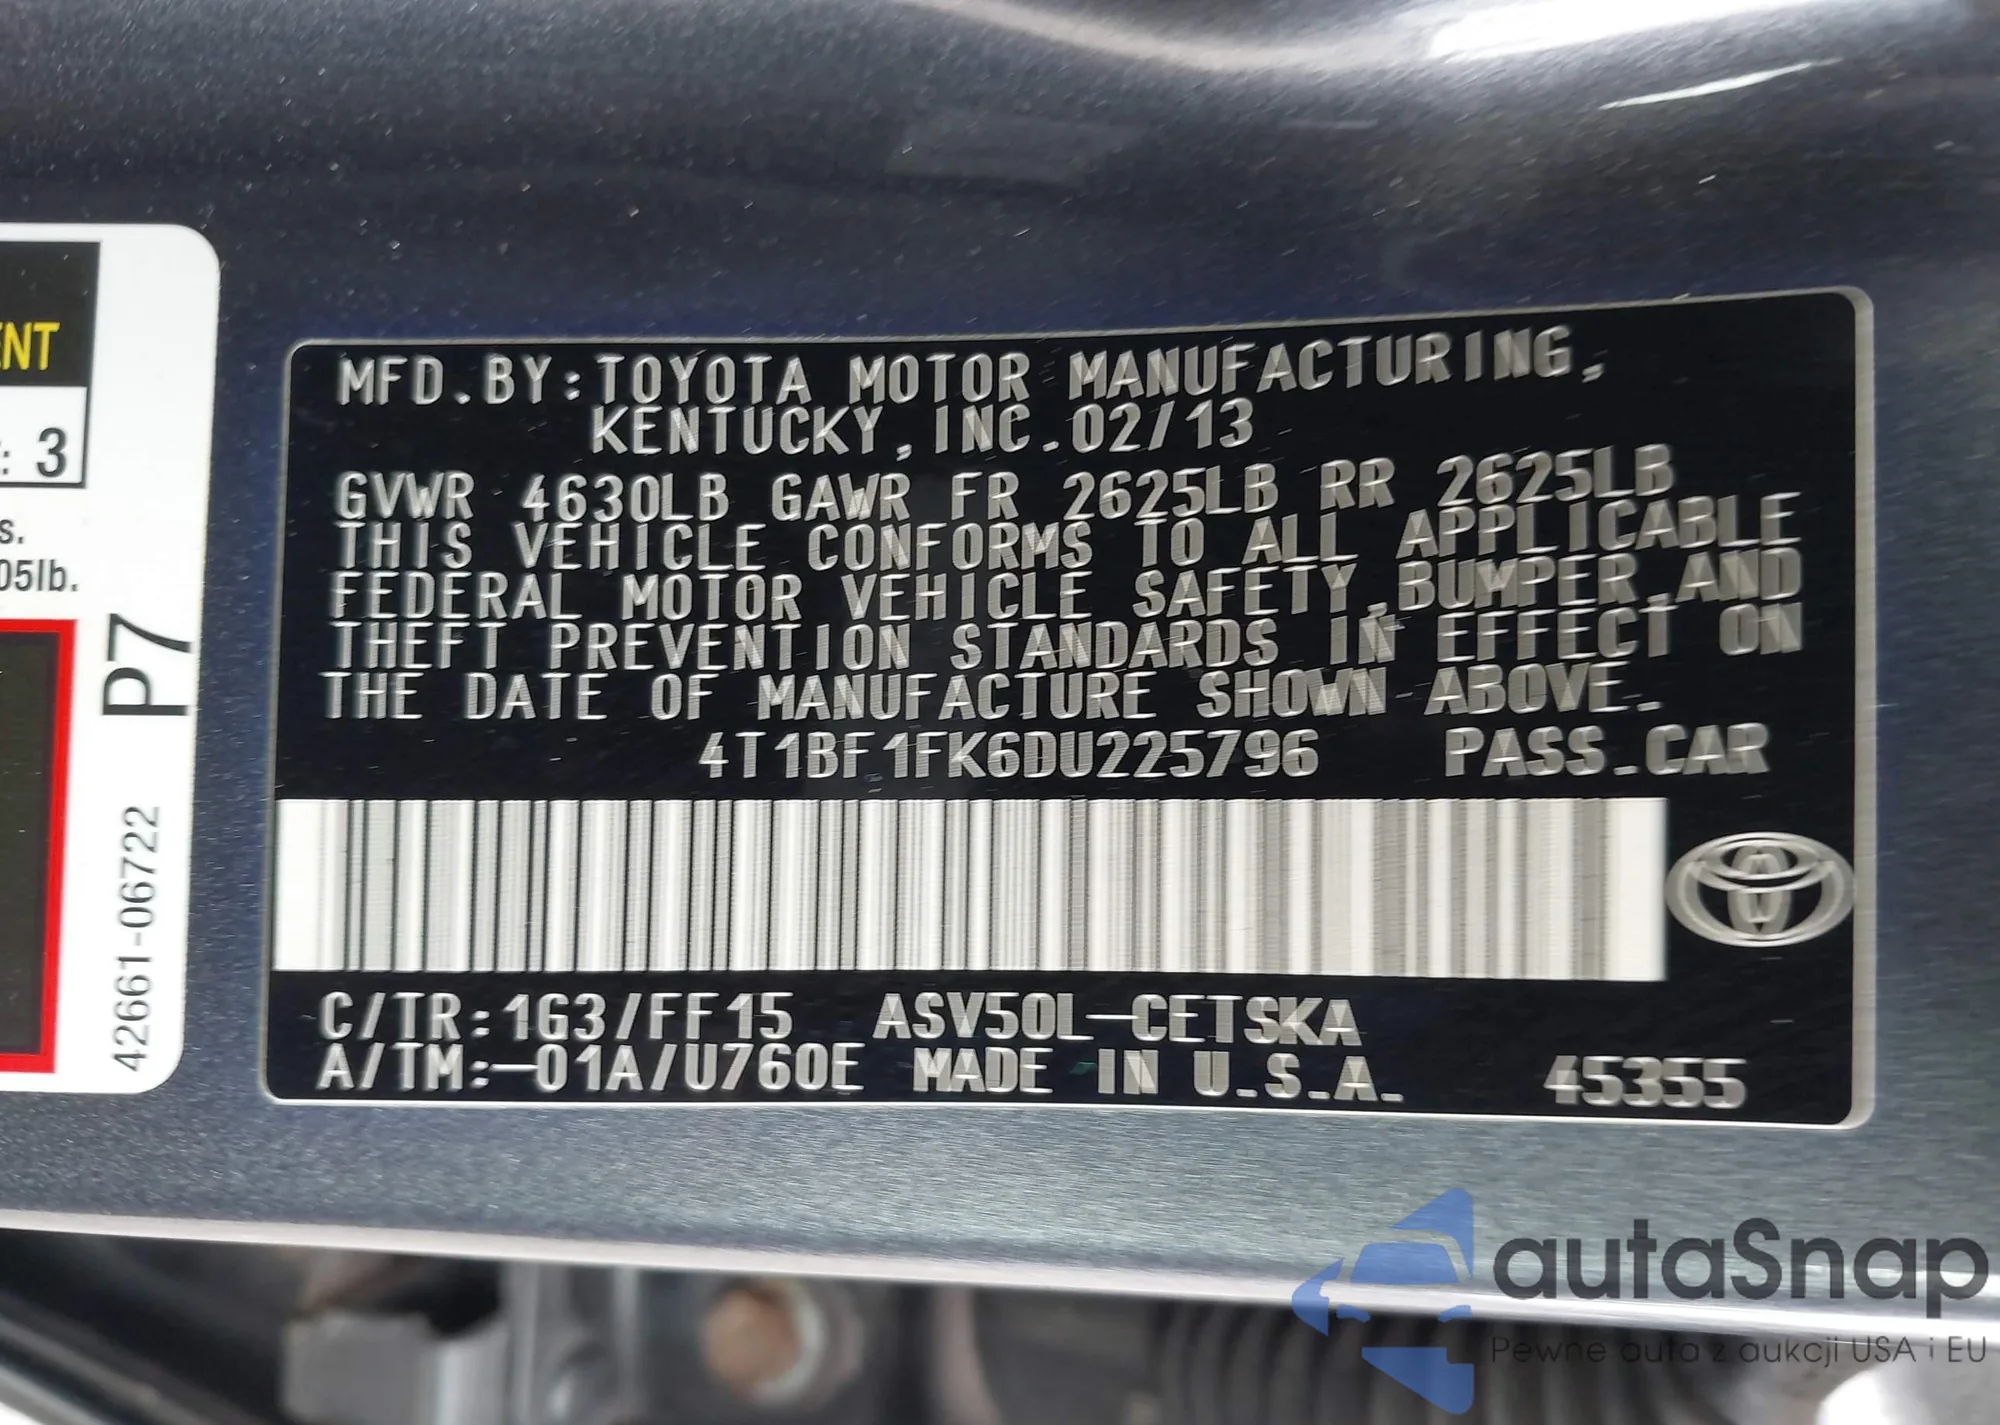 ENT
: 3
s.
05lb.
P7
42661-06722
MFD.BY:TOYOTA MOTOR MANUFACTURING,
KENTUCKY,INC.02/13
GVWR 4630LB GAWR FR 2625LB RR 2625LB
THIS VEHICLE CONFORMS TO ALL APPLICABLE
FEDERAL MOTOR VEHICLE SAFETY,BUMPER,AND
THEFT PREVENTION STANDARDS IN EFFECT ON
THE DATE OF MANUFACTURE SHOWN ABOVE.
4T1BF1FK6DU225796 PASS.CAR
C/TR:1G3/FF15 ASV50L-CETSKA
A/TM:-01A/U760E MADE IN U.S.A. 45355
autaSnap
Pewne auta z aukcji USA i EU